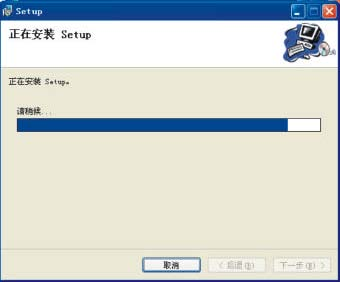 Setup
正在安装 Setup
正在安装 Setup。
请稍候...
取消
< 后退(B)
下一步(N) >